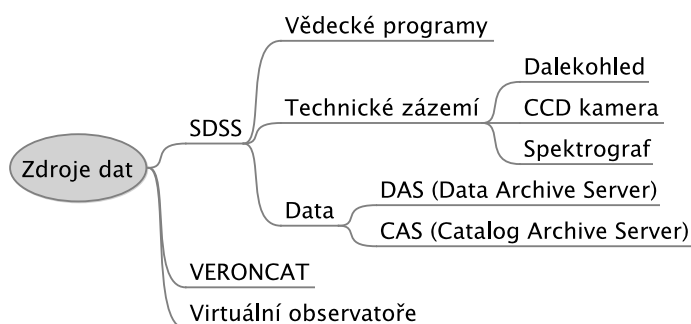 Vědecké programy
Dalekohled
Technické zázemí
CCD kamera
SDSS
Spektrograf
Zdroje dat
DAS (Data Archive Server)
Data
CAS (Catalog Archive Server)
VERONCAT
Virtuální observatoře